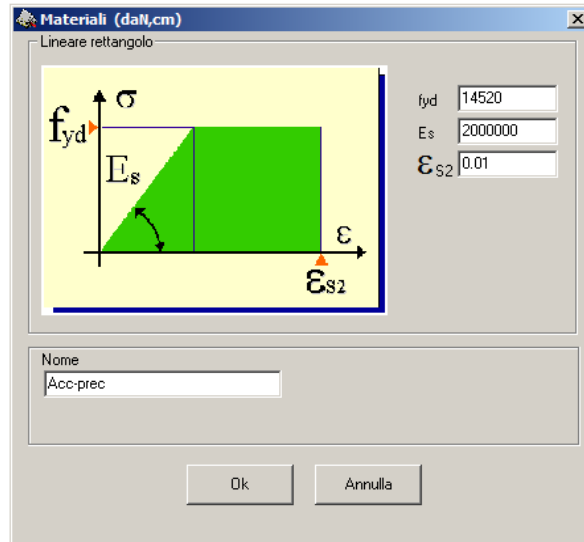 Materiali (daN,cm)
Lineare rettangolo
σ
fyd
Es
ε
εS2
fyd 14520
Es 2000000
εS2 0.01
Nome
Acc-prec
Ok Annulla